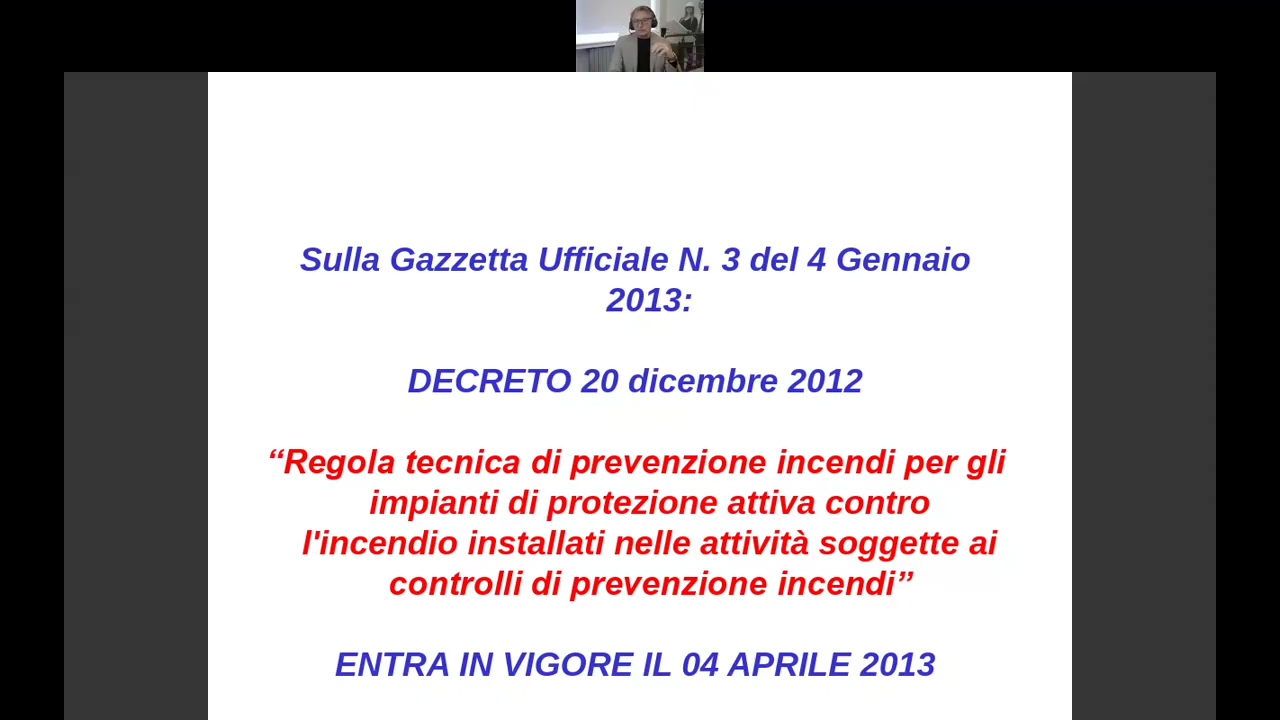 Sulla Gazzetta Ufficiale N. 3 del 4 Gennaio
2013:
DECRETO 20 dicembre 2012
“Regola tecnica di prevenzione incendi per gli
impianti di protezione attiva contro
l'incendio installati nelle attività soggette ai
controlli di prevenzione incendi”
ENTRA IN VIGORE IL 04 APRILE 2013